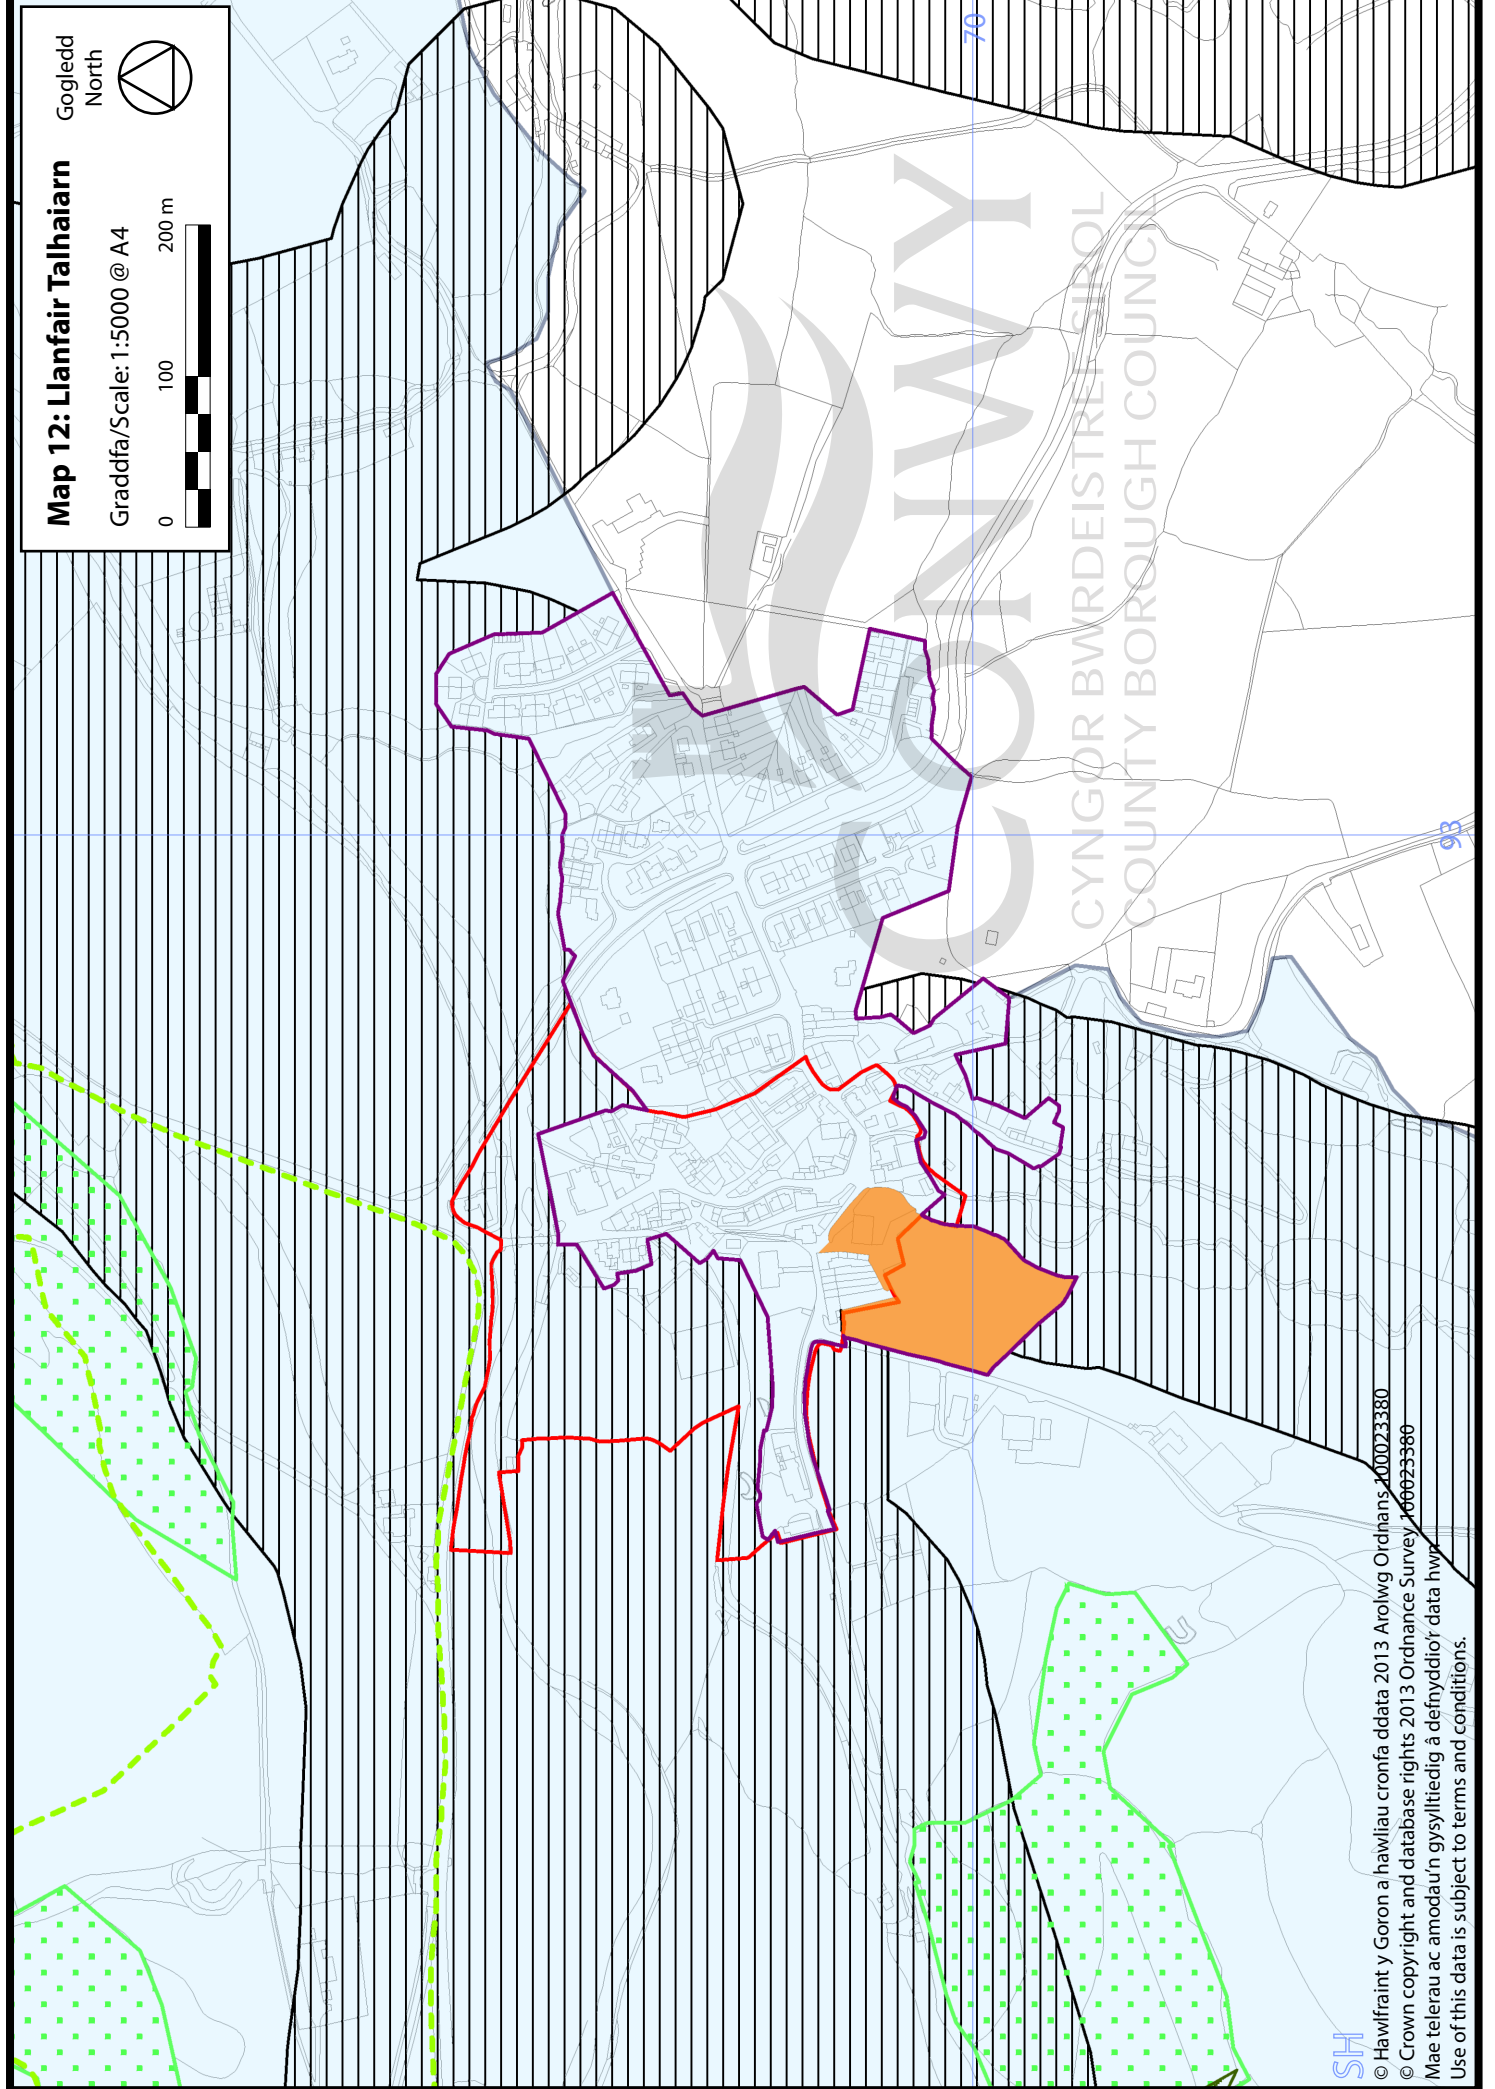 Map 12: Llanfair Talhaiarn
Gogledd
North
Graddfa/Scale: 1:5000 @ A4
0 100 200 m
70
93
SH
CONWY
CYNGOR BWRDEISTREF SIROL
COUNTY BOROUGH COUNCIL
© Hawlfraint y Goron a hawliau cronfa ddata 2013 Arolwg Ordnans 100023380
© Crown copyright and database rights 2013 Ordnance Survey 100023380
Mae telerau ac amodau'n gysylltiedig â defnyddio'r data hwn.
Use of this data is subject to terms and conditions.